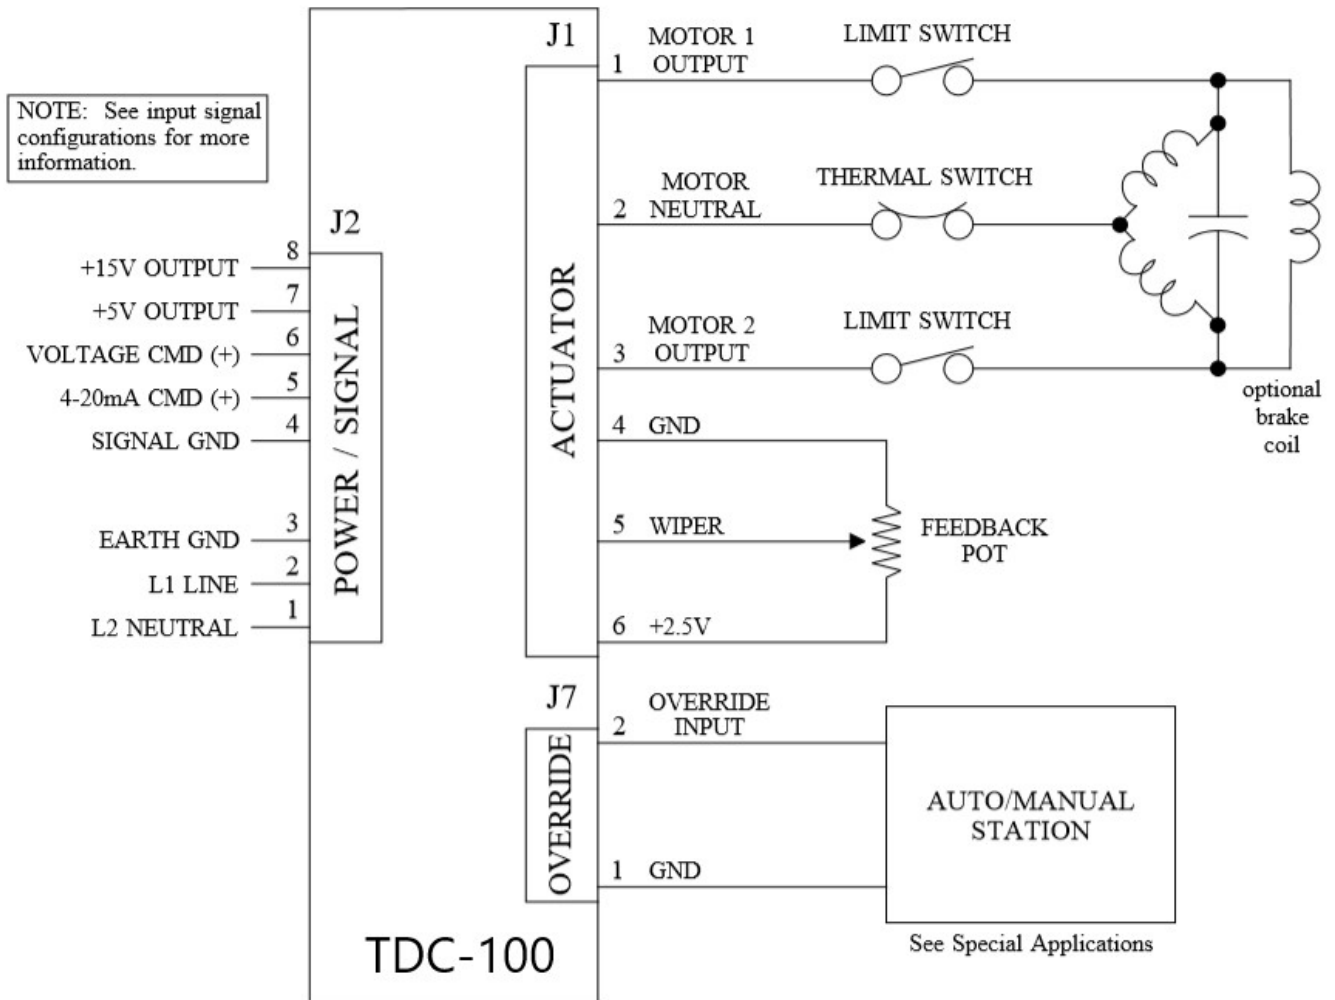 NOTE: See input signal
configurations for more
information.
J2
8
+15V OUTPUT
7
+5V OUTPUT
6
VOLTAGE CMD (+)
5
4-20mA CMD (+)
4
SIGNAL GND
3
EARTH GND
2
L1 LINE
1
L2 NEUTRAL
POWER / SIGNAL
J1
ACTUATOR
1
MOTOR 1
OUTPUT
LIMIT SWITCH
2
MOTOR
NEUTRAL
THERMAL SWITCH
3
MOTOR 2
OUTPUT
LIMIT SWITCH
optional
brake
coil
4
GND
5
WIPER
FEEDBACK
POT
6
+2.5V
J7
OVERRIDE
2
OVERRIDE
INPUT
1
GND
AUTO/MANUAL
STATION
See Special Applications
TDC-100